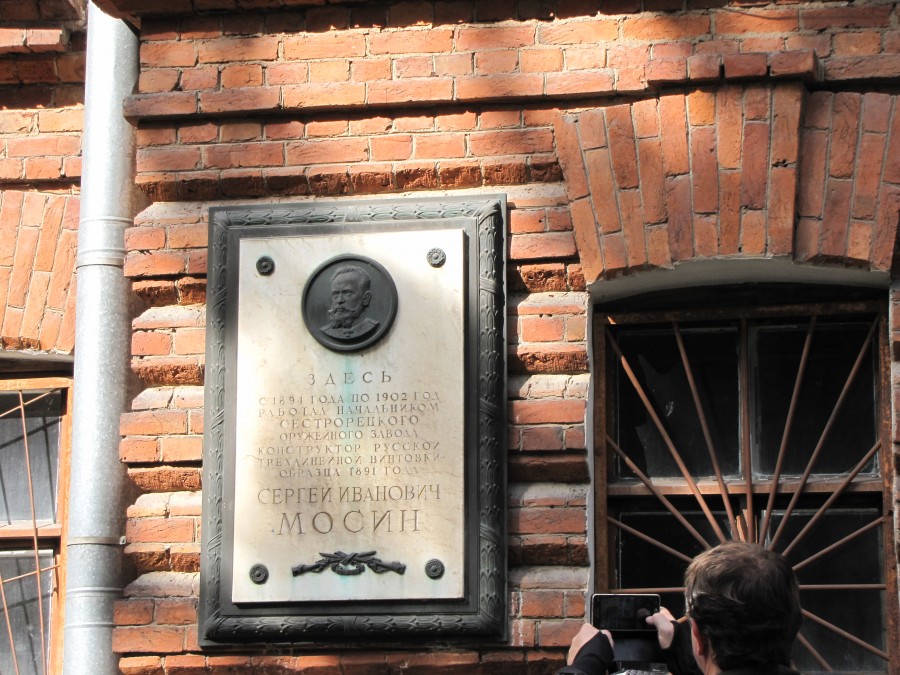 ЗДЕСЬ
С 1894 ГОДА ПО 1902 ГОД
РАБОТАЛ НАЧАЛЬНИКОМ
СЕСТРОРЕЦКОГО
ОРУЖЕЙНОГО ЗАВОДА
КОНСТРУКТОР РУССКОЙ
ТРЕХЛИНЕЙНОЙ ВИНТОВКИ
ОБРАЗЦА 1891 ГОДА
СЕРГЕЙ ИВАНОВИЧ
МОСИН